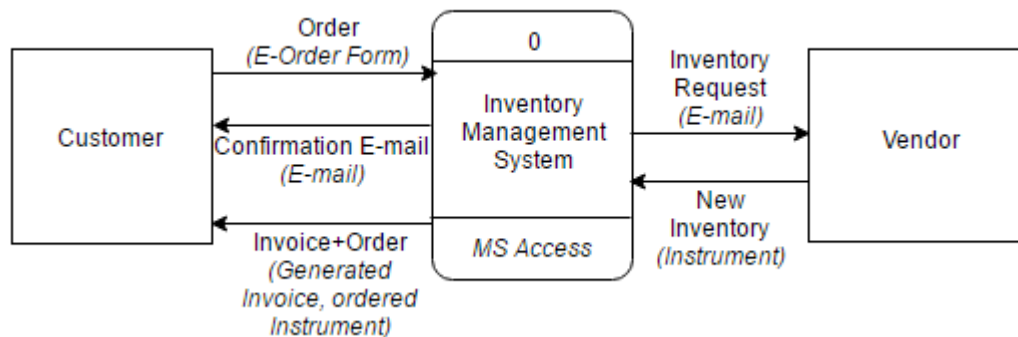 Customer
Order
(E-Order Form)
Confirmation E-mail
(E-mail)
Invoice+Order
(Generated
Invoice, ordered
Instrument)
0
Inventory
Management
System
MS Access
Inventory
Request
(E-mail)
New
Inventory
(Instrument)
Vendor